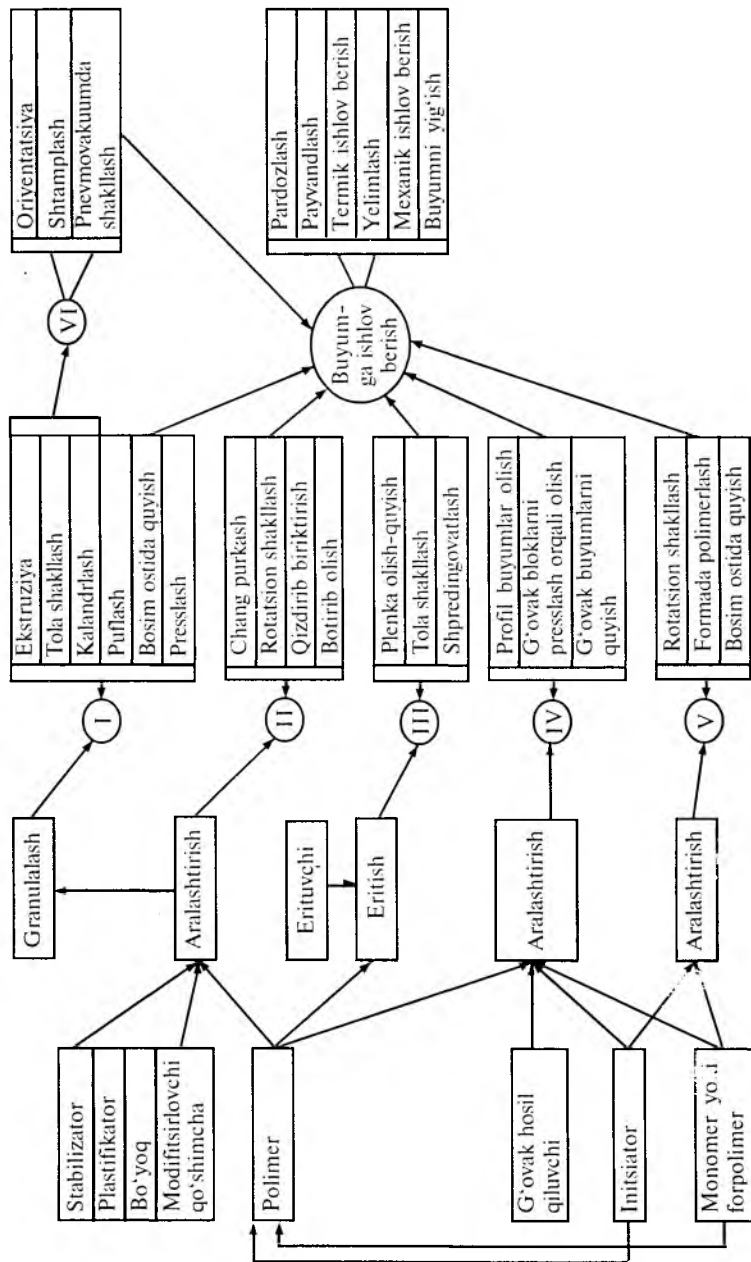 Stabilizator
Plastifikator
Bo‘yoq
Modifitsirlovchi
qo‘shimcha
Polimer
G‘ovak hosil
qiluvchi
Initsiator
Monomer
forpolimer
Granulalash
Aralashtirish
Erituvchi
Eritish
Aralashtirish
Aralashtirish
I
II
III
IV
V
Ekstruziya
Tola shakllash
Kalandrlash
Puflash
Bosim ostida quyish
Presslash
Chang purkash
Rotatsion shakllash
Qizdirib biriktirish
Botirib olish
Plenka olish-quyish
Tola shakllash
Shpredingovatlash
Profil buyumlar olish
G‘ovak bloklarni
presslash orqali olish
G‘ovak buyumlarni
quyish
Rotatsion shakllash
Formada polimerlash
Bosim ostida quyish
VI
Buyum-
ga ishlov
berish
Oriyentatsiya
Shtamplash
Pnevmovakuumda
shakllash
Pardozlash
Payvandlash
Termik ishlov berish
Yelimlash
Mexanik ishlov berish
Buyumni yig‘ish